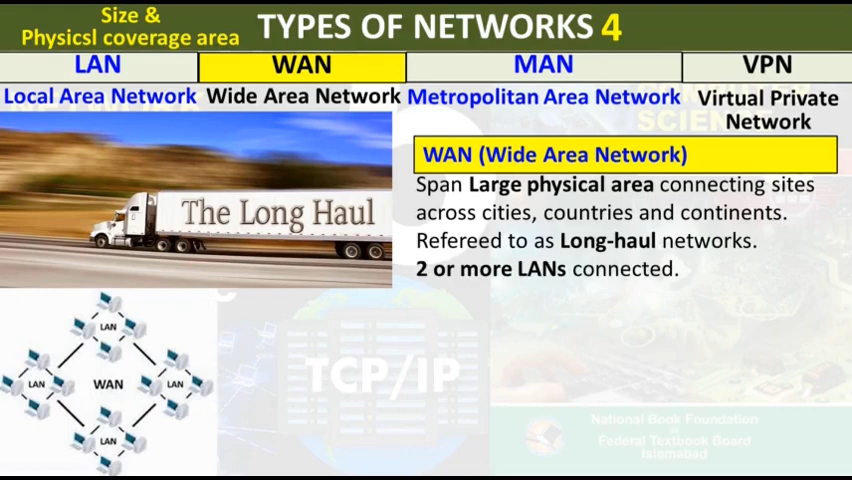 Size &
Physicsl coverage area
TYPES OF NETWORKS 4
LAN
WAN
MAN
VPN
Local Area Network
Wide Area Network
Metropolitan Area Network
Virtual Private
Network
The Long Haul
WAN (Wide Area Network)
Span Large physical area connecting sites
across cities, countries and continents.
Refereed to as Long-haul networks.
2 or more LANs connected.
LAN
LAN
WAN
LAN
LAN
TCP/IP
National Book Foundation
Federal Textbook Board
Islamabad